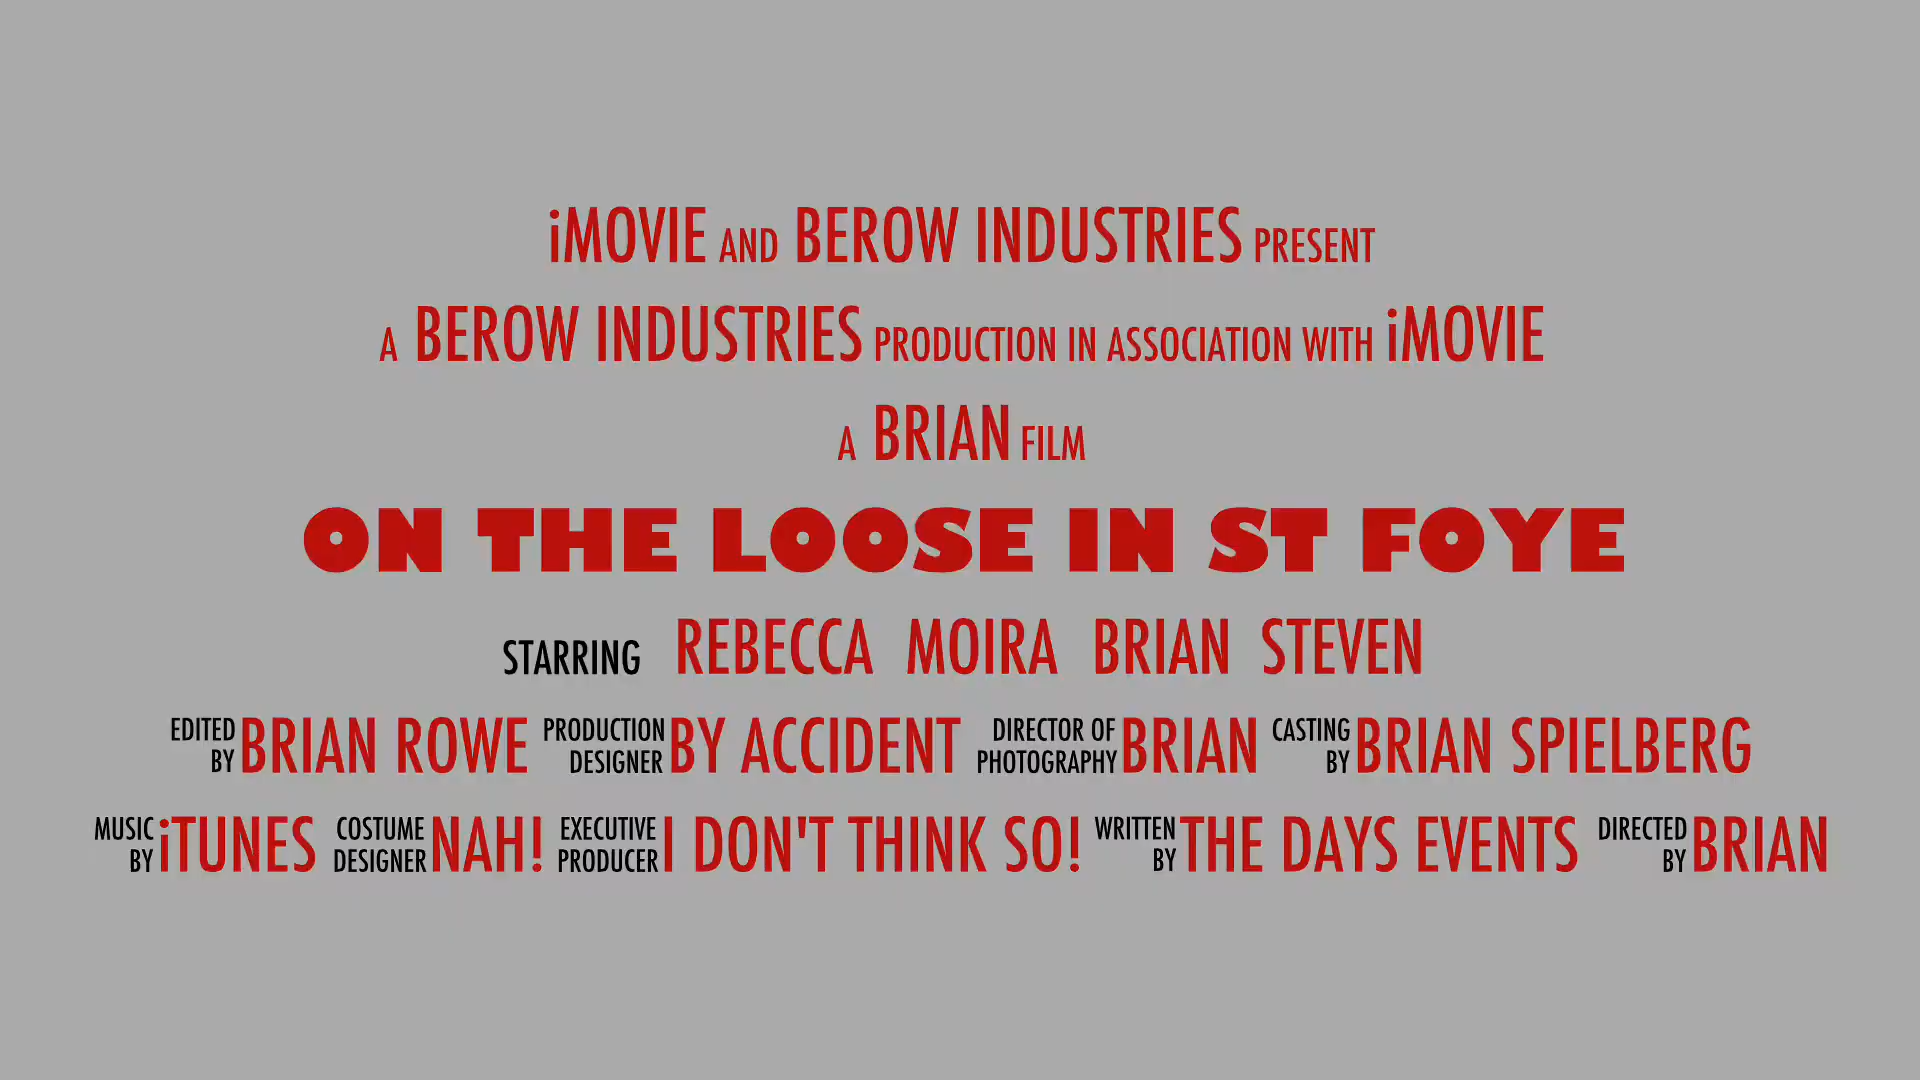 iMOVIE AND BEROW INDUSTRIES PRESENT
A BEROW INDUSTRIES PRODUCTION IN ASSOCIATION WITH iMOVIE
A BRIAN FILM
ON THE LOOSE IN ST FOYE
STARRING REBECCA MOIRA BRIAN STEVEN
EDITED BY BRIAN ROWE PRODUCTION DESIGNER BY ACCIDENT DIRECTOR OF PHOTOGRAPHY BRIAN CASTING BY BRIAN SPIELBERG
MUSIC BY iTUNES COSTUME DESIGNER NAH! EXECUTIVE PRODUCER I DON'T THINK SO! WRITTEN BY THE DAYS EVENTS DIRECTED BY BRIAN